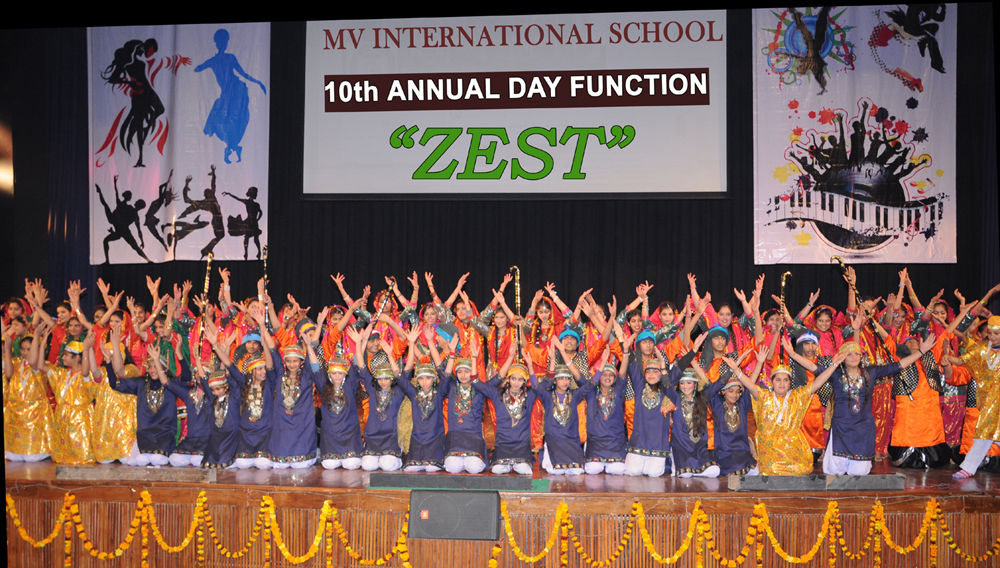 MV INTERNATIONAL SCHOOL
10th ANNUAL DAY FUNCTION
“ZEST”